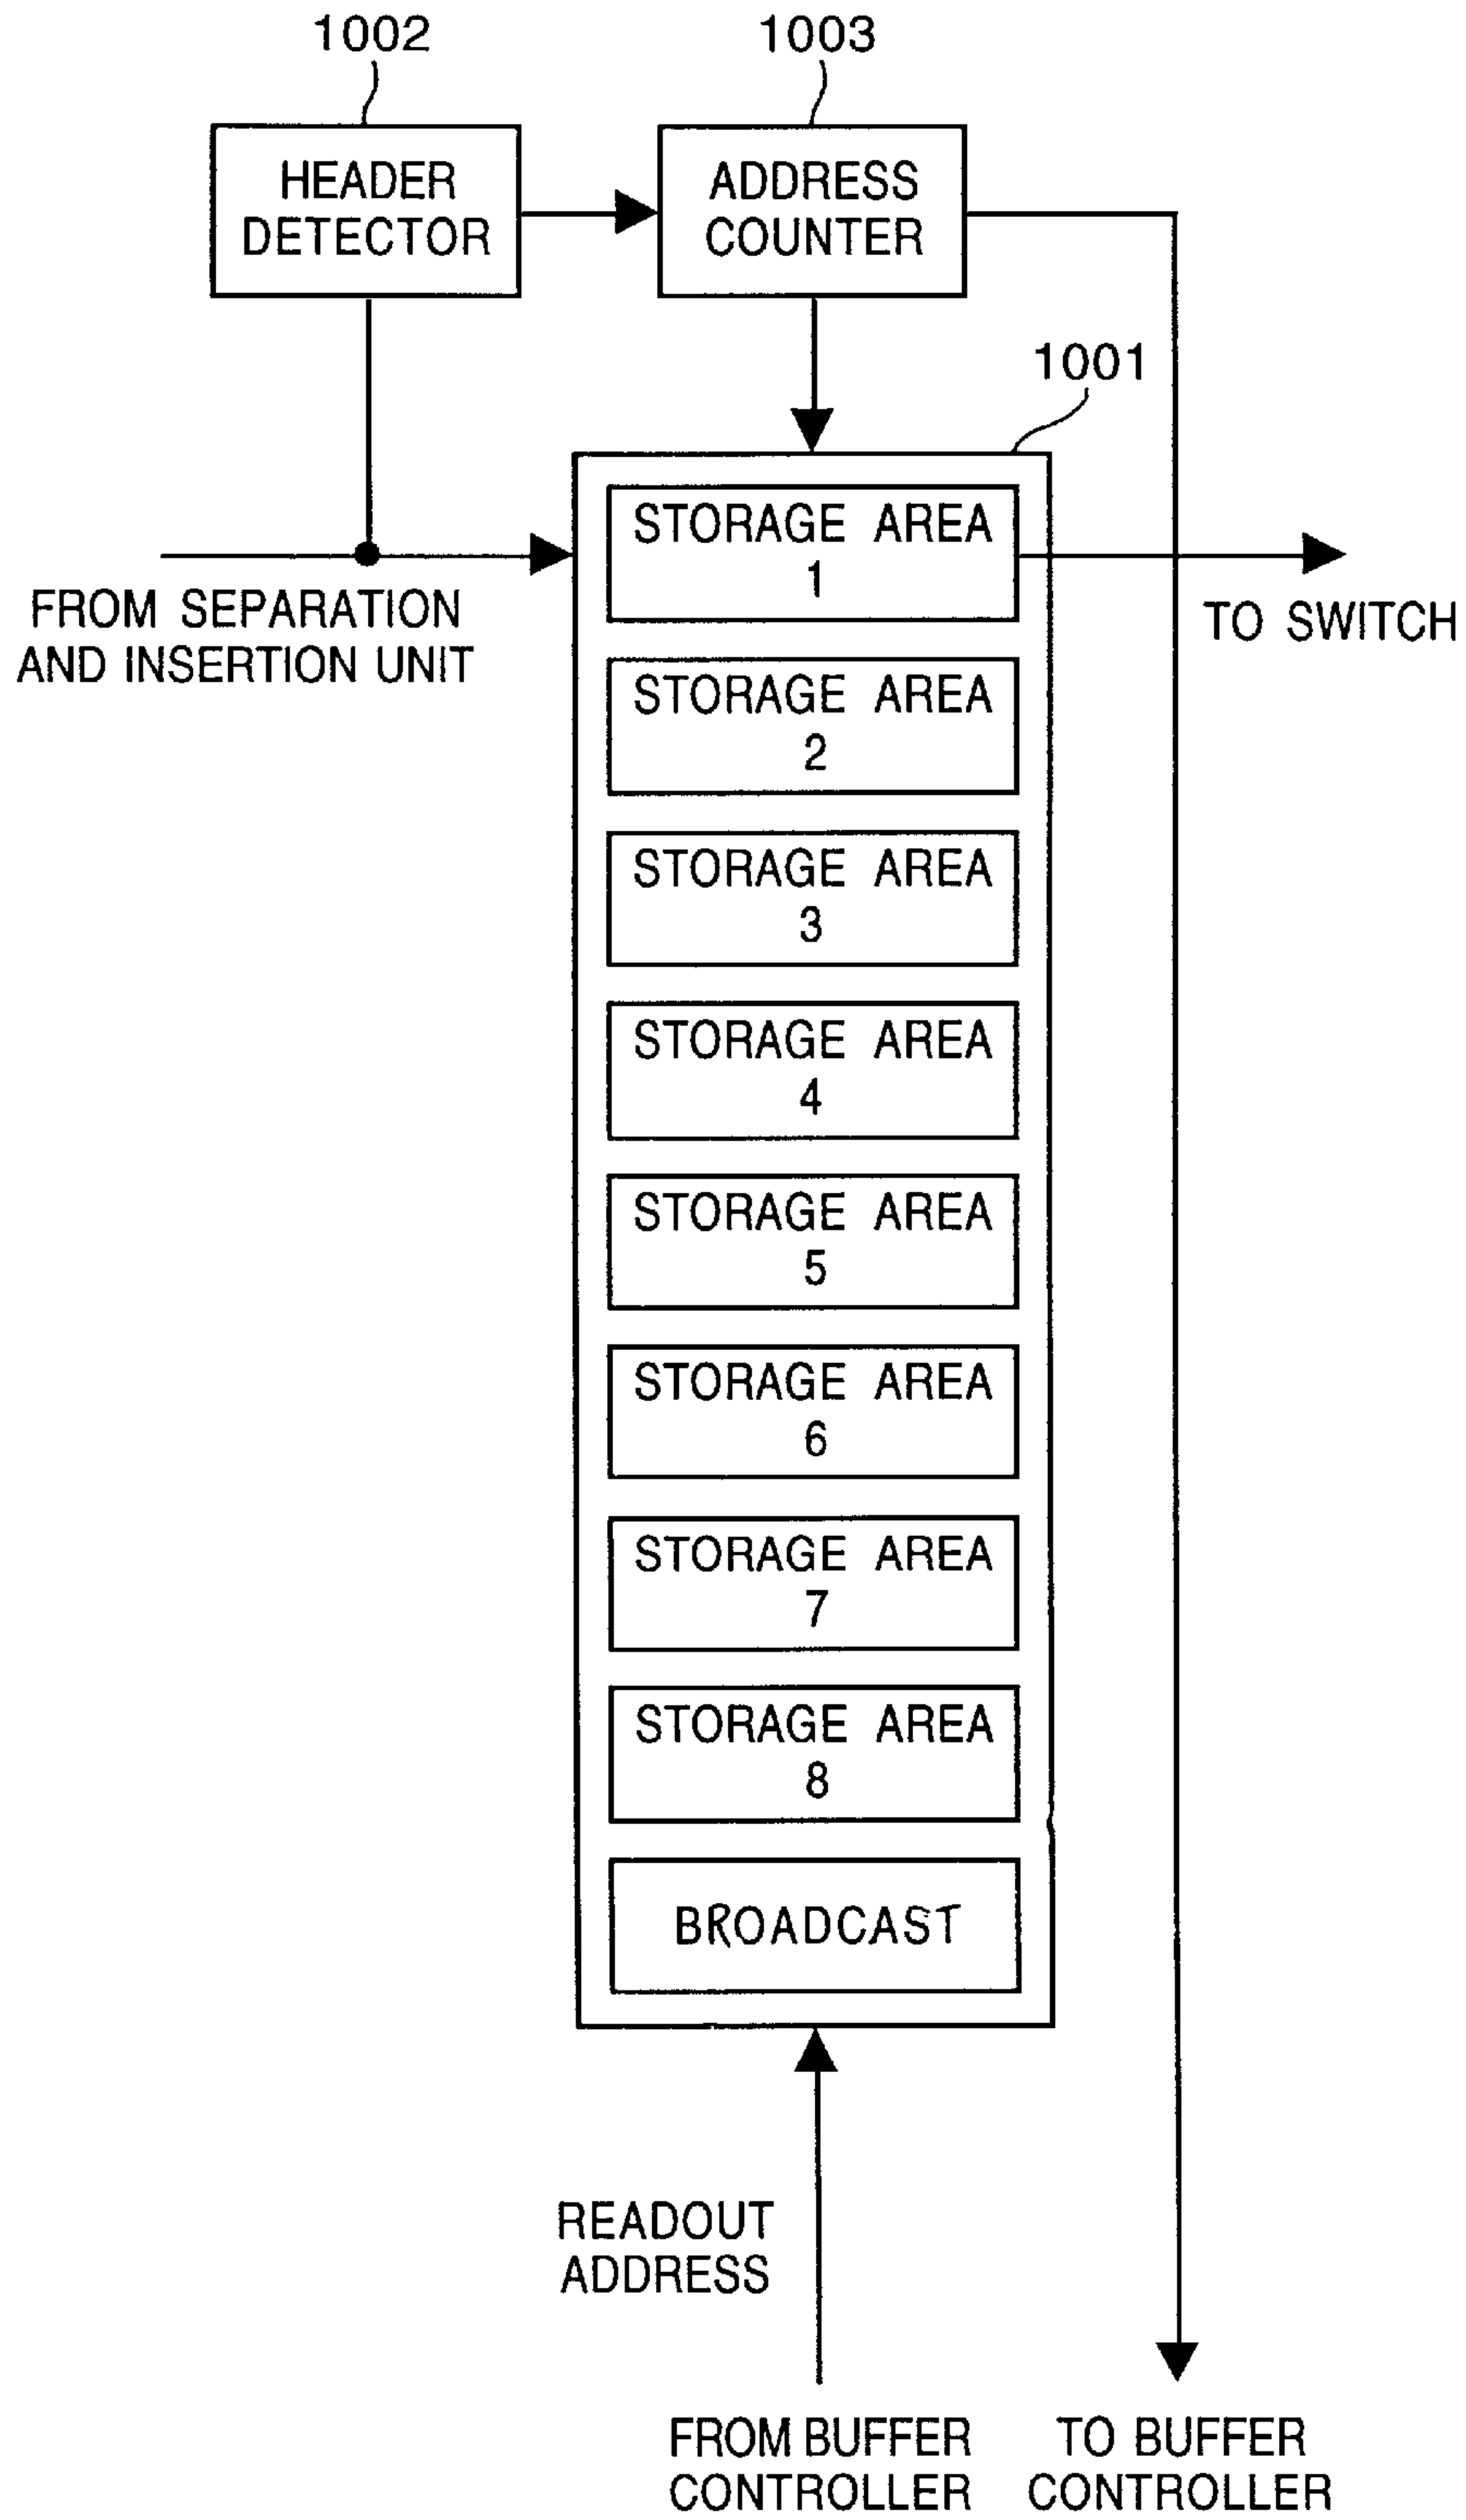 1002
1003
HEADER
DETECTOR
ADDRESS
COUNTER
1001
STORAGE AREA
1
FROM SEPARATION
AND INSERTION UNIT
TO SWITCH
STORAGE AREA
2
STORAGE AREA
3
STORAGE AREA
4
STORAGE AREA
5
STORAGE AREA
6
STORAGE AREA
7
STORAGE AREA
8
BROADCAST
READOUT
ADDRESS
FROM BUFFER
CONTROLLER
TO BUFFER
CONTROLLER